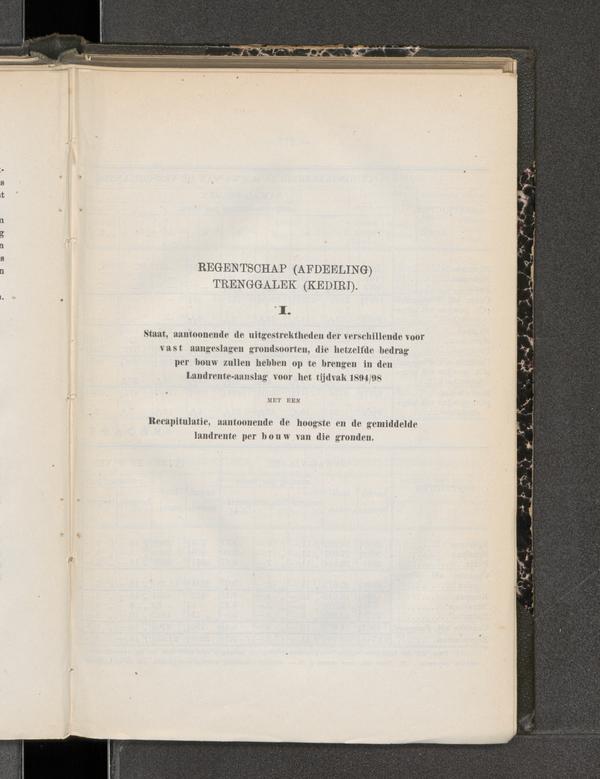 REGENTSCHAP (AFDEELING)
TRENGGALEK (KEDIRI).
I.
Staat, aantoonende de uitgestrektheden der verschillende voor
vast aangeslagen grondsoorten, die hetzelfde bedrag
per bouw zullen hebben op te brengen in den
Landrente-aanslag voor het tijdvak 1894/98
MET EEN
Recapitulatie, aantoonende de hoogste en de gemiddelde
landrente per bouw van die gronden.